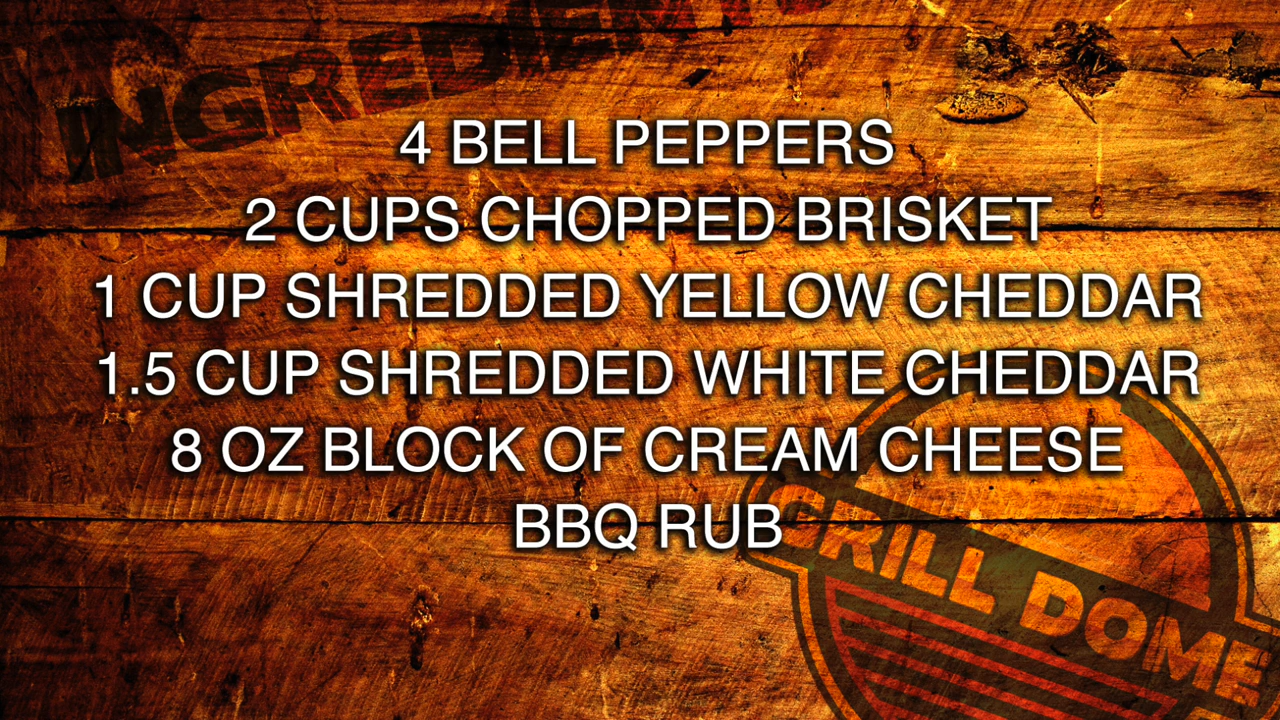 INGREDIENTS
4 BELL PEPPERS
2 CUPS CHOPPED BRISKET
1 CUP SHREDDED YELLOW CHEDDAR
1.5 CUP SHREDDED WHITE CHEDDAR
8 OZ BLOCK OF CREAM CHEESE
BBQ RUB
GRILL DOME